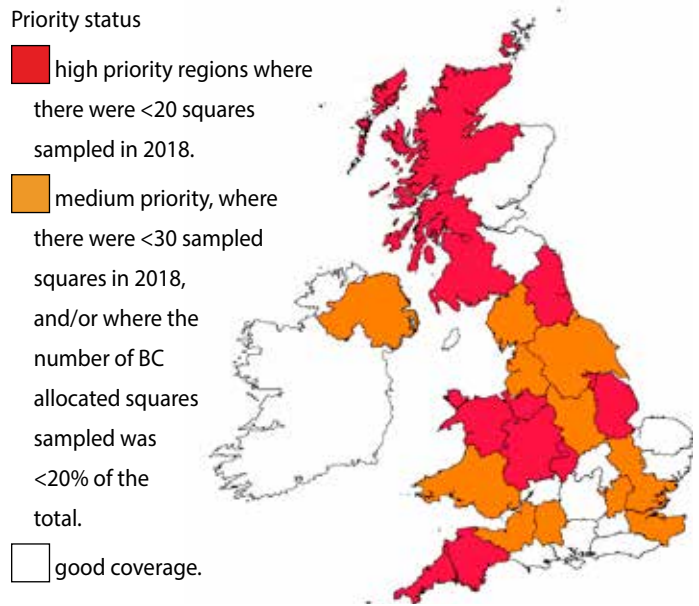 Priority status
high priority regions where
there were <20 squares
sampled in 2018.
medium priority, where
there were <30 sampled
squares in 2018,
and/or where the
number of BC
allocated squares
sampled was
<20% of the
total.
good coverage.